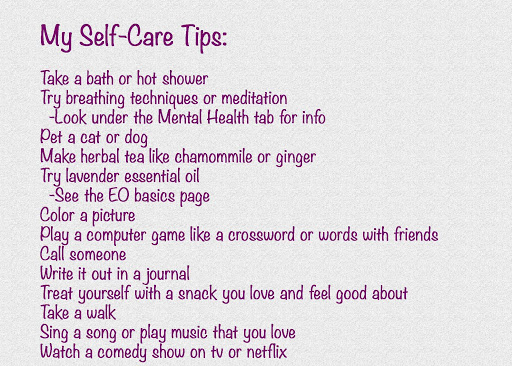 My Self-Care Tips:
Take a bath or hot shower
Try breathing techniques or meditation
-Look under the Mental Health tab for info
Pet a cat or dog
Make herbal tea like chamommile or ginger
Try lavender essential oil
-See the EO basics page
Color a picture
Play a computer game like a crossword or words with friends
Call someone
Write it out in a journal
Treat yourself with a snack you love and feel good about
Take a walk
Sing a song or play music that you love
Watch a comedy show on tv or netflix